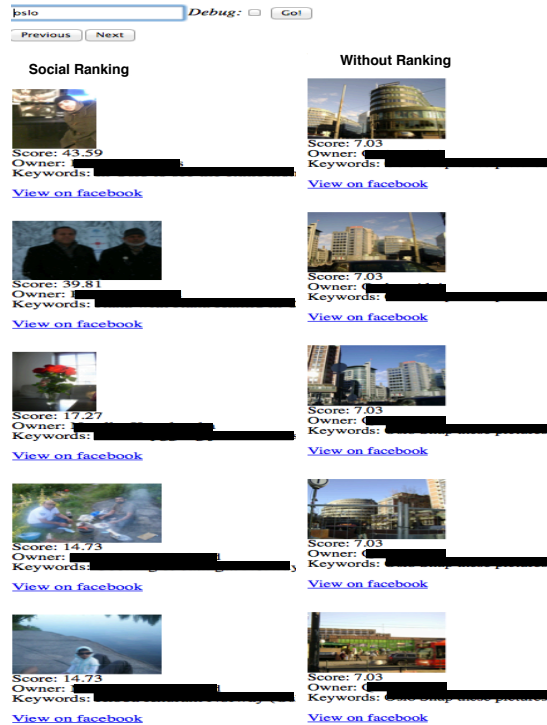 oslo Debug: Go!
Previous Next
Social Ranking
Score: 43.59
Owner:
Keywords:
View on facebook
Score: 39.81
Owner:
Keywords:
View on facebook
Score: 17.27
Owner:
Keywords:
View on facebook
Score: 14.73
Owner:
Keywords:
View on facebook
Score: 14.73
Owner:
Keywords:
View on facebook
Without Ranking
Score: 7.03
Owner:
Keywords:
View on facebook
Score: 7.03
Owner:
Keywords:
View on facebook
Score: 7.03
Owner:
Keywords:
View on facebook
Score: 7.03
Owner:
Keywords:
View on facebook
Score: 7.03
Owner:
Keywords:
View on facebook